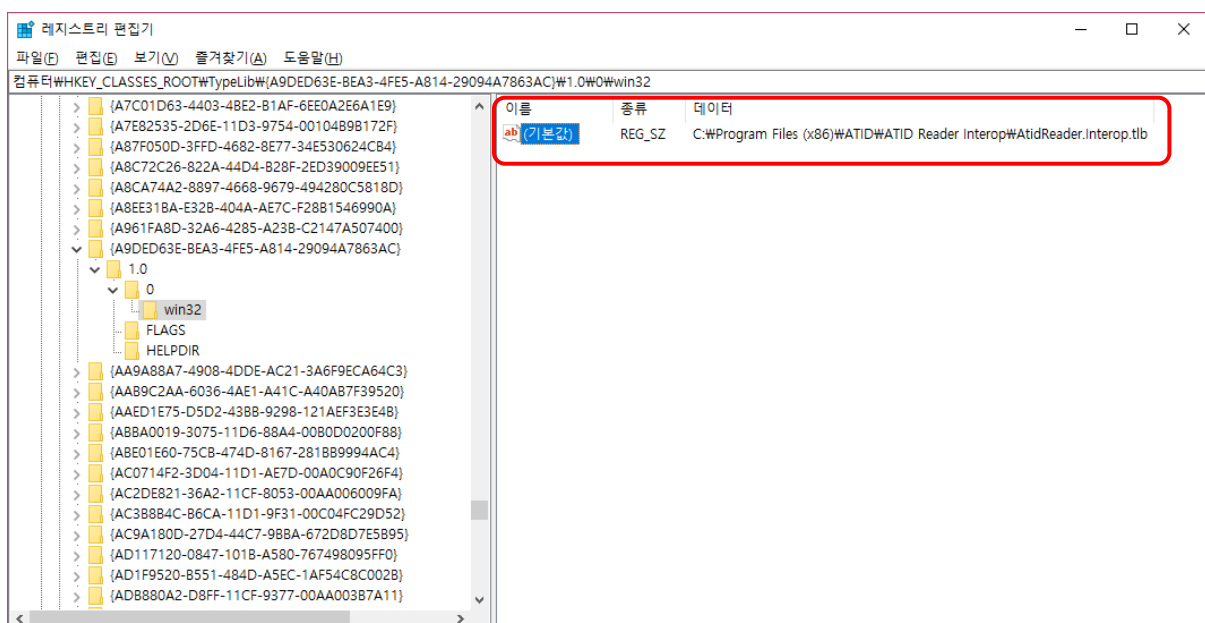 레지스트리 편집기
파일(F) 편집(E) 보기(V) 즐겨찾기(A) 도움말(H)
컴퓨터₩HKEY_CLASSES_ROOT₩TypeLib₩{A9DED63E-BEA3-4FE5-A814-29094A7863AC}₩1.0₩0₩win32
{A7C01D63-4403-4BE2-B1AF-6EE0A2E6A1E9}
{A7E82535-2D6E-11D3-9754-00104B9B172F}
{A87F050D-3FFD-4682-8E77-34E530624CB4}
{A8C72C26-822A-44D4-B28F-2ED39009EE51}
{A8CA74A2-8897-4668-9679-494280C5818D}
{A8EE31BA-E32B-404A-AE7C-F28B1546990A}
{A961FA8D-32A6-4285-A23B-C2147A507400}
{A9DED63E-BEA3-4FE5-A814-29094A7863AC}
1.0
0
win32
FLAGS
HELPDIR
{AA9A88A7-4908-4DDE-AC21-3A6F9ECA64C3}
{AAB9C2AA-6036-4AE1-A41C-A40AB7F39520}
{AAED1E75-D5D2-43BB-9298-121AEF3E3E4B}
{ABBA0019-3075-11D6-88A4-00B0D0200F88}
{ABE01E60-75CB-474D-8167-281BB9994AC4}
{AC0714F2-3D04-11D1-AE7D-00A0C90F26F4}
{AC2DE821-36A2-11CF-8053-00AA006009FA}
{AC3B8B4C-B6CA-11D1-9F31-00C04FC29D52}
{AC9A180D-27D4-44C7-9BBA-672D8D7E5B95}
{AD117120-0847-101B-A580-767498095FF0}
{AD1F9520-B551-484D-A5EC-1AF54C8C002B}
{ADB880A2-D8FF-11CF-9377-00AA003B7A11}
이름 종류 데이터
(기본값) REG_SZ C:₩Program Files (x86)₩ATID₩ATID Reader Interop₩AtidReader.Interop.tlb